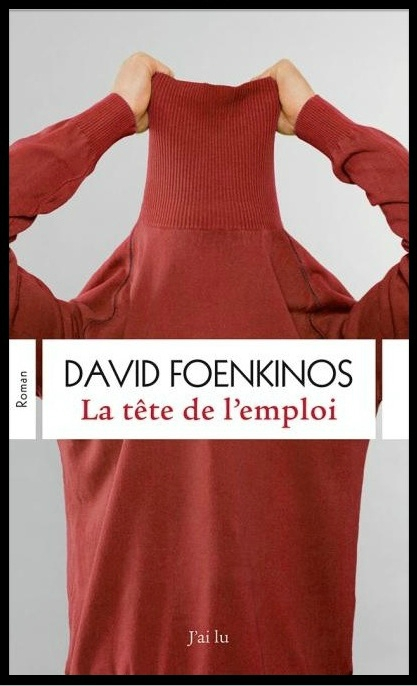 Roman
DAVID FOENKINOS
La tête de l'emploi
J'ai lu